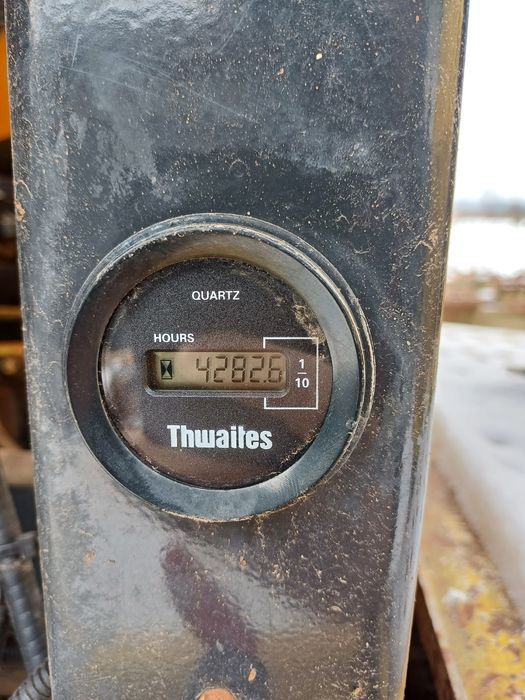 QUARTZ
HOURS
4282.6
1
10
Thwaites